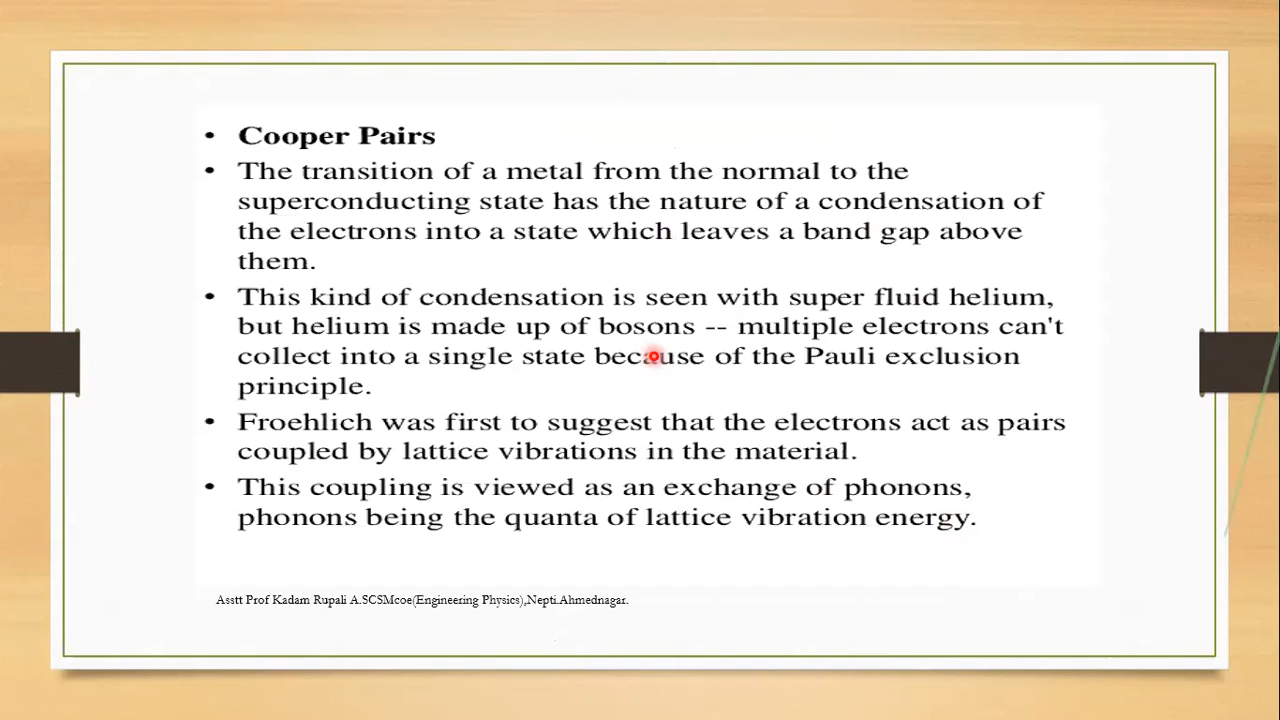 • Cooper Pairs
• The transition of a metal from the normal to the
superconducting state has the nature of a condensation of
the electrons into a state which leaves a band gap above
them.
• This kind of condensation is seen with super fluid helium,
but helium is made up of bosons -- multiple electrons can't
collect into a single state because of the Pauli exclusion
principle.
• Froehlich was first to suggest that the electrons act as pairs
coupled by lattice vibrations in the material.
• This coupling is viewed as an exchange of phonons,
phonons being the quanta of lattice vibration energy.
Asstt Prof Kadam Rupali A.SCSMcoe(Engineering Physics),Nepti.Ahmednagar.